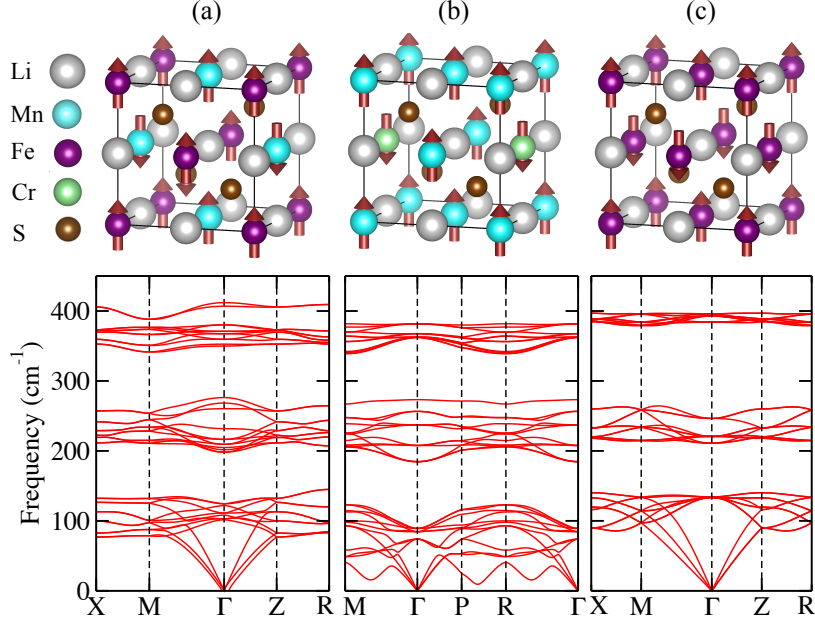 (a) (b) (c)
Li
Mn
Fe
Cr
S
Frequency (cm⁻¹)
400
300
200
100
0
X M Γ Z R
M Γ P R Γ
X M Γ Z R